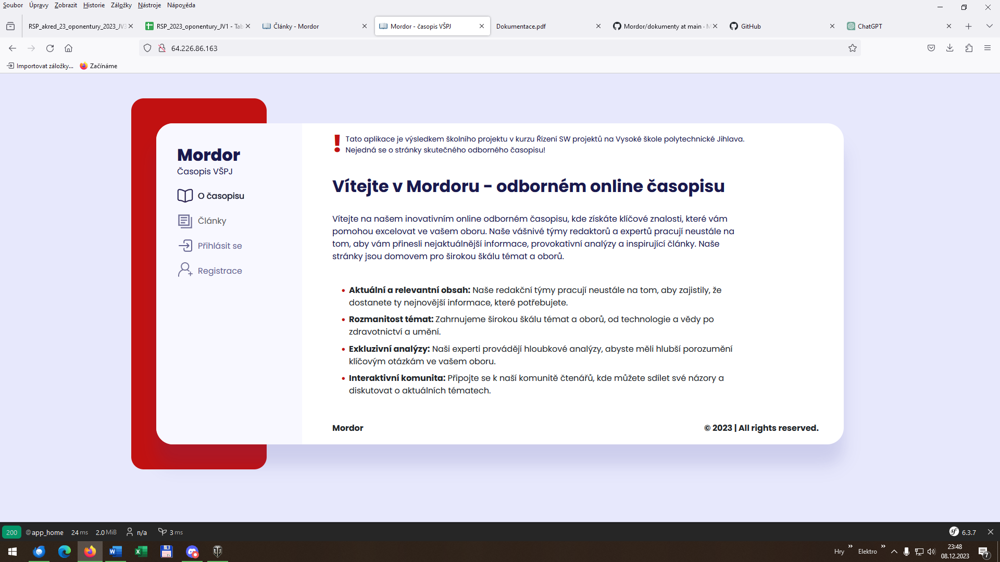 Soubor Úpravy Zobrazit Historie Záložky Nástroje Nápověda
RSP_akred_23_oponentury_2023_JV3 RSP_2023_oponentury_JV1 - Tab Články - Mordor Mordor - časopis VŠPJ Dokumentace.pdf Mordor/dokumenty at main · M GitHub ChatGPT
64.226.86.163
Importovat záložky... Začínáme
Mordor
Časopis VŠPJ
O časopisu
Články
Přihlásit se
Registrace
Tato aplikace je výsledkem školního projektu v kurzu Řízení SW projektů na Vysoké škole polytechnické Jihlava.
Nejedná se o stránky skutečného odborného časopisu!
Vítejte v Mordoru - odborném online časopisu
Vítejte na našem inovativním online odborném časopisu, kde získáte klíčové znalosti, které vám
pomohou excelovat ve vašem oboru. Naše vášnivé týmy redaktorů a expertů pracují neustále na
tom, aby vám přinesli nejaktuálnější informace, provokativní analýzy a inspirující články. Naše
stránky jsou domovem pro širokou škálu témat a oborů.
• Aktuální a relevantní obsah: Naše redakční týmy pracují neustále na tom, aby zajistily, že
dostanete ty nejnovější informace, které potřebujete.
• Rozmanitost témat: Zahrnujeme širokou škálu témat a oborů, od technologie a vědy po
zdravotnictví a umění.
• Exkluzivní analýzy: Naši experti provádějí hloubkové analýzy, abyste měli hlubší porozumění
klíčovým otázkám ve vašem oboru.
• Interaktivní komunita: Připojte se k naší komunitě čtenářů, kde můžete sdílet své názory a
diskutovat o aktuálních tématech.
Mordor © 2023 | All rights reserved.
200 @app_home 24 ms 2.0 MiB n/a 3 ms 6.3.7
Hry » Elektro » 23:48
08.12.2023 7